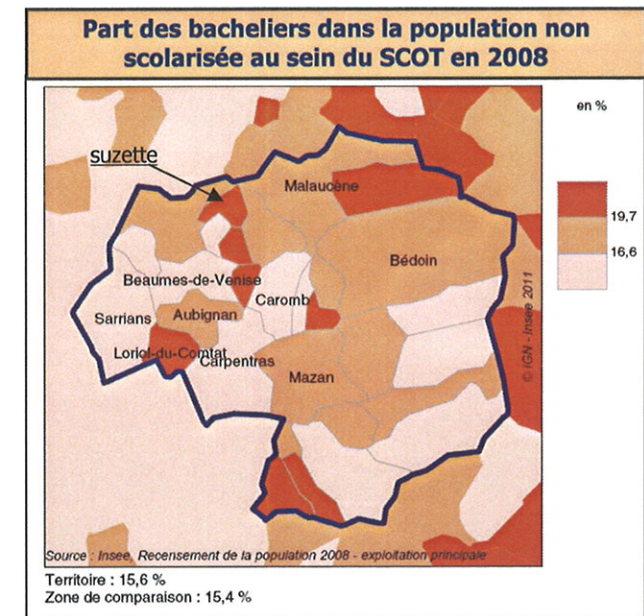 Part des bacheliers dans la population non
scolarisée au sein du SCOT en 2008
en %
suzette
Malaucène
19,7
16,6
Bédoin
Beaumes-de-Venise
Caromb
Sarrians
Aubignan
Loriol-du-Comtat
Carpentras
Mazan
© IGN - Insee 2011
Source : Insee, Recensement de la population 2008 - exploitation principale
Territoire : 15,6 %
Zone de comparaison : 15,4 %